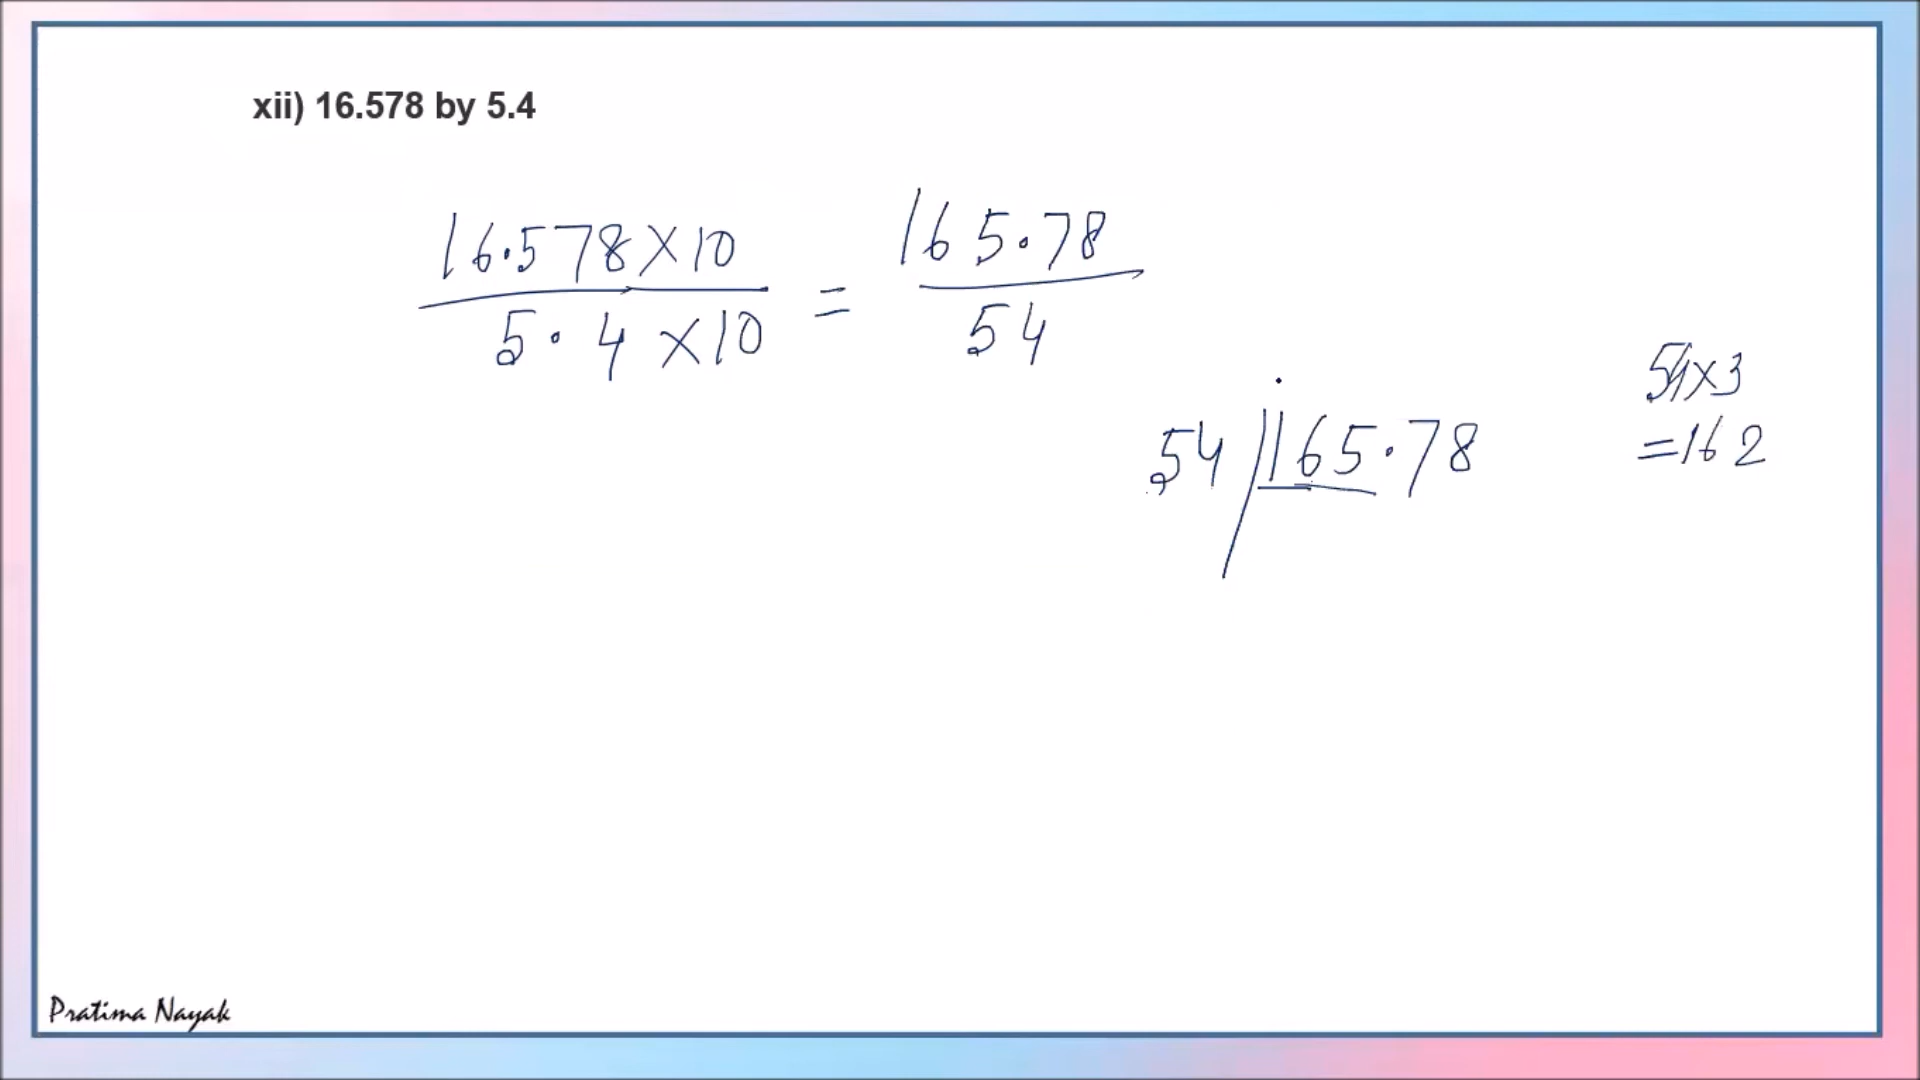 xii) 16.578 by 5.4
16.578×10 / 5.4×10 = 165.78 / 54
54×3
=162
54 165.78
Pratima Nayak